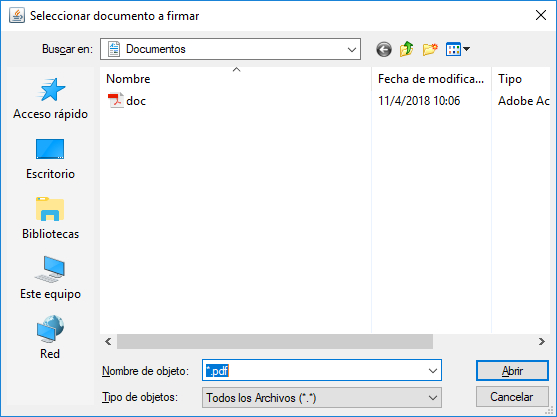 Seleccionar documento a firmar
Buscar en:
Documentos
Nombre
Fecha de modifica...
Tipo
doc
11/4/2018 10:06
Adobe Ac
Acceso rápido
Escritorio
Bibliotecas
Este equipo
Red
Nombre de objeto:
*.pdf
Abrir
Tipo de objetos:
Todos los Archivos (*.*)
Cancelar